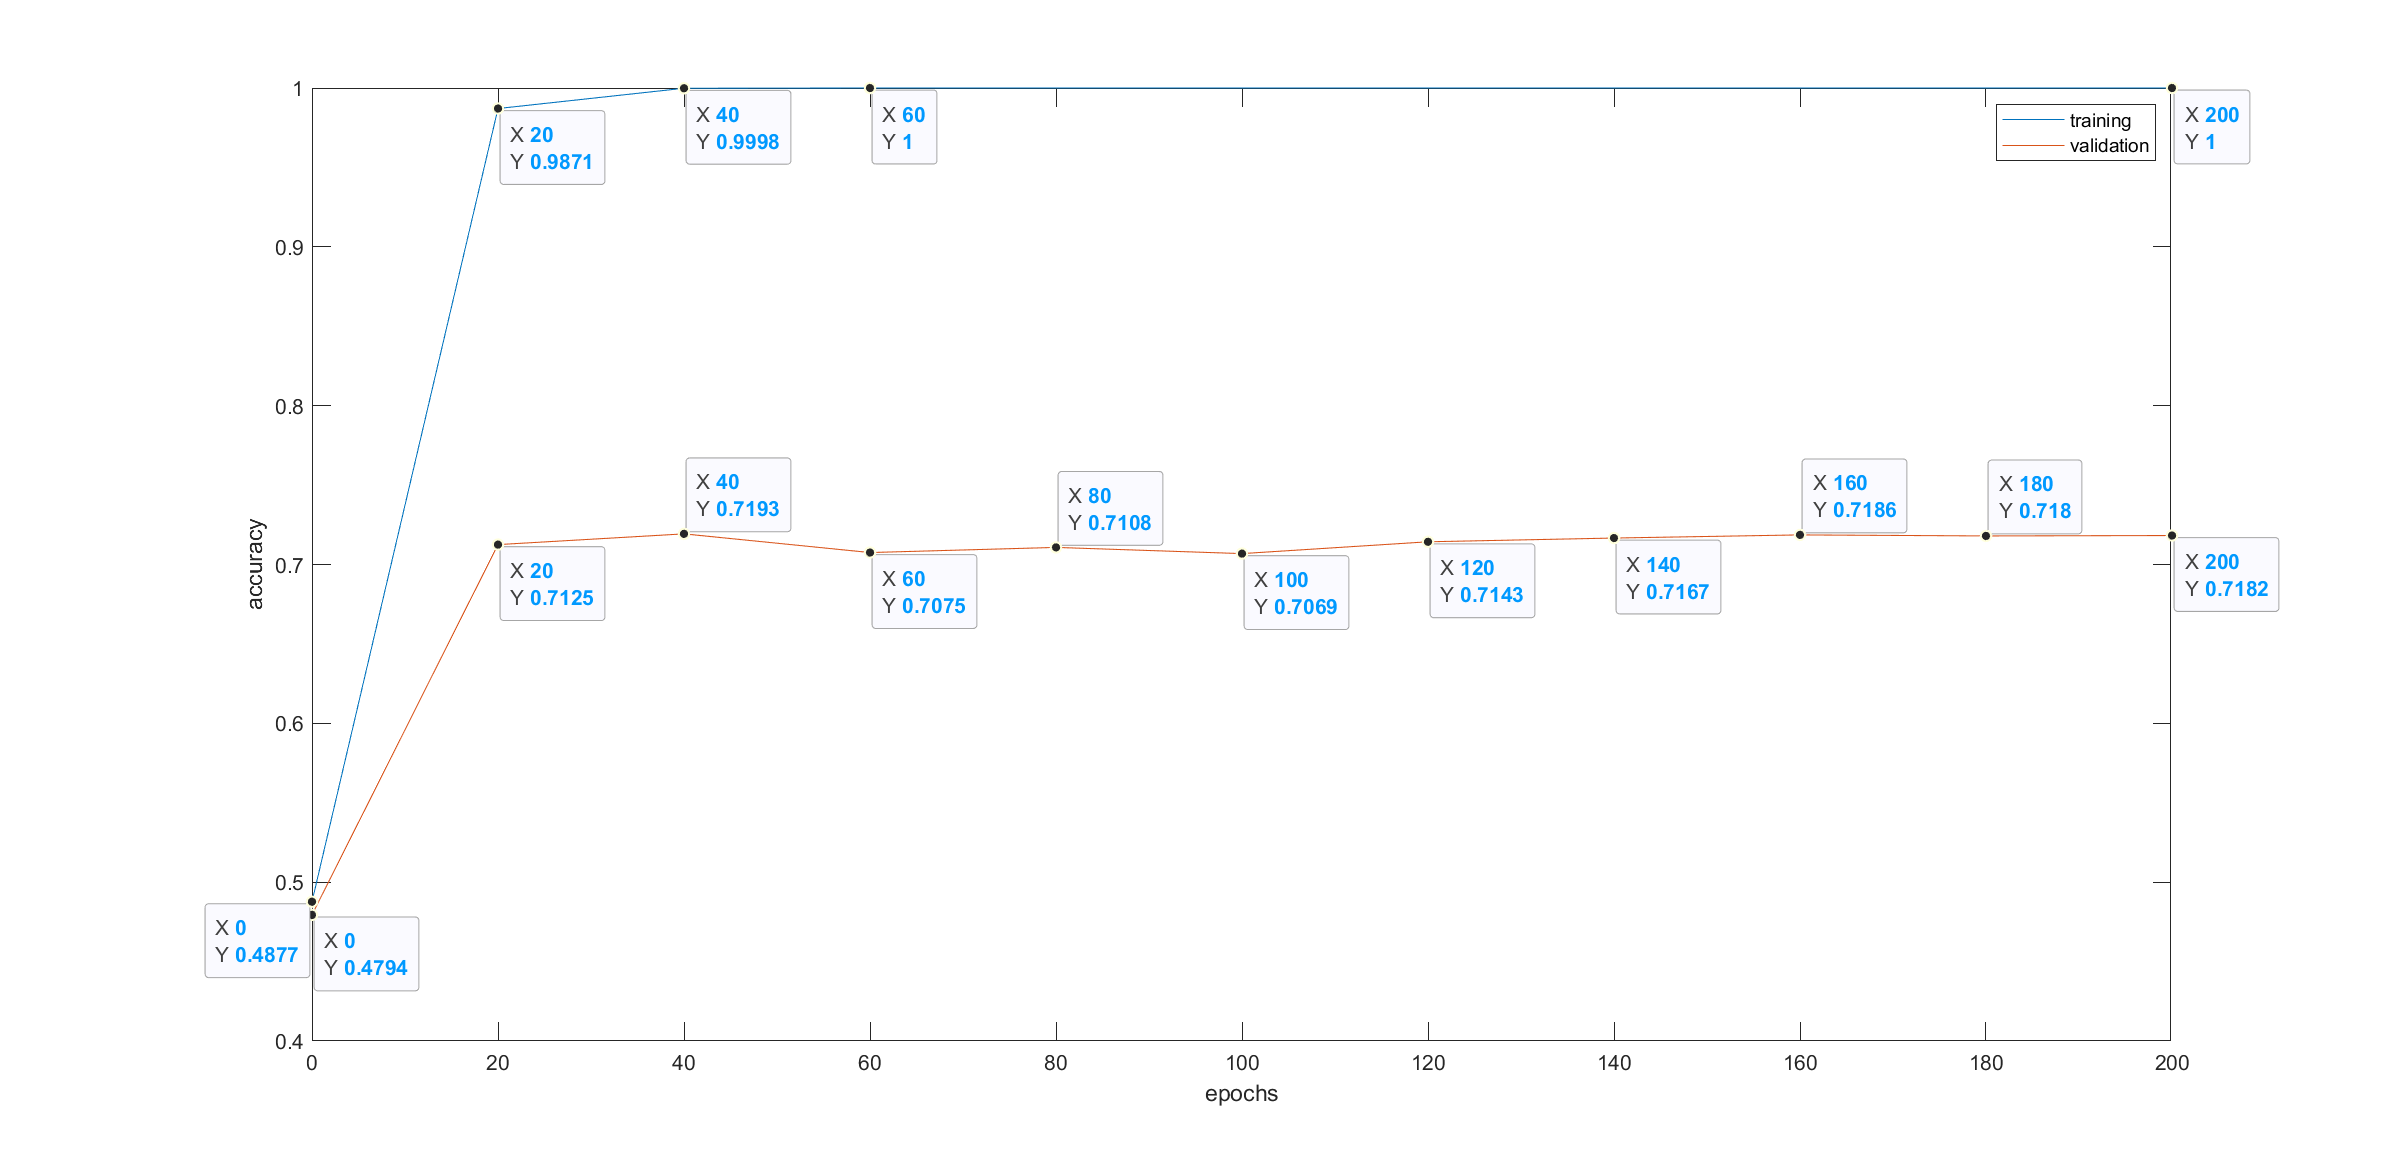 1
0.9
0.8
0.7
0.6
0.5
0.4
accuracy
0
20
40
60
80
100
120
140
160
180
200
epochs
training
validation
X 20
Y 0.9871
X 40
Y 0.9998
X 60
Y 1
X 200
Y 1
X 0
Y 0.4877
X 0
Y 0.4794
X 20
Y 0.7125
X 40
Y 0.7193
X 60
Y 0.7075
X 80
Y 0.7108
X 100
Y 0.7069
X 120
Y 0.7143
X 140
Y 0.7167
X 160
Y 0.7186
X 180
Y 0.718
X 200
Y 0.7182